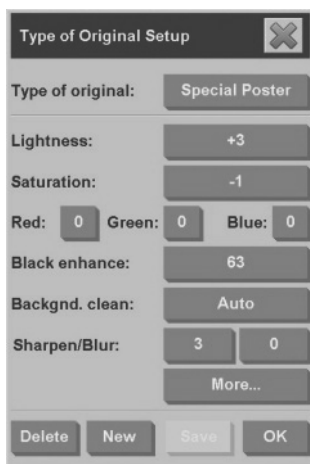 Type of Original Setup
Type of original: Special Poster
Lightness: +3
Saturation: -1
Red: 0 Green: 0 Blue: 0
Black enhance: 63
Backgnd. clean: Auto
Sharpen/Blur: 3 0
More...
Delete New Save OK